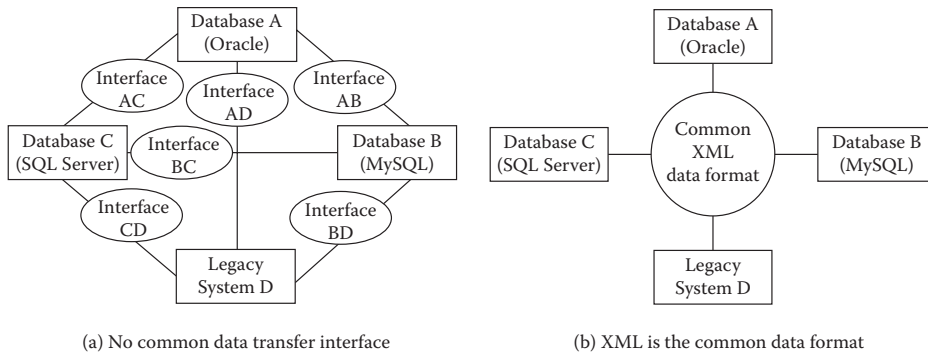 Database A
(Oracle)
Interface
AC
Interface
AD
Interface
AB
Database C
(SQL Server)
Interface
BC
Database B
(MySQL)
Interface
CD
Interface
BD
Legacy
System D
(a) No common data transfer interface
Database A
(Oracle)
Database C
(SQL Server)
Common
XML
data format
Database B
(MySQL)
Legacy
System D
(b) XML is the common data format